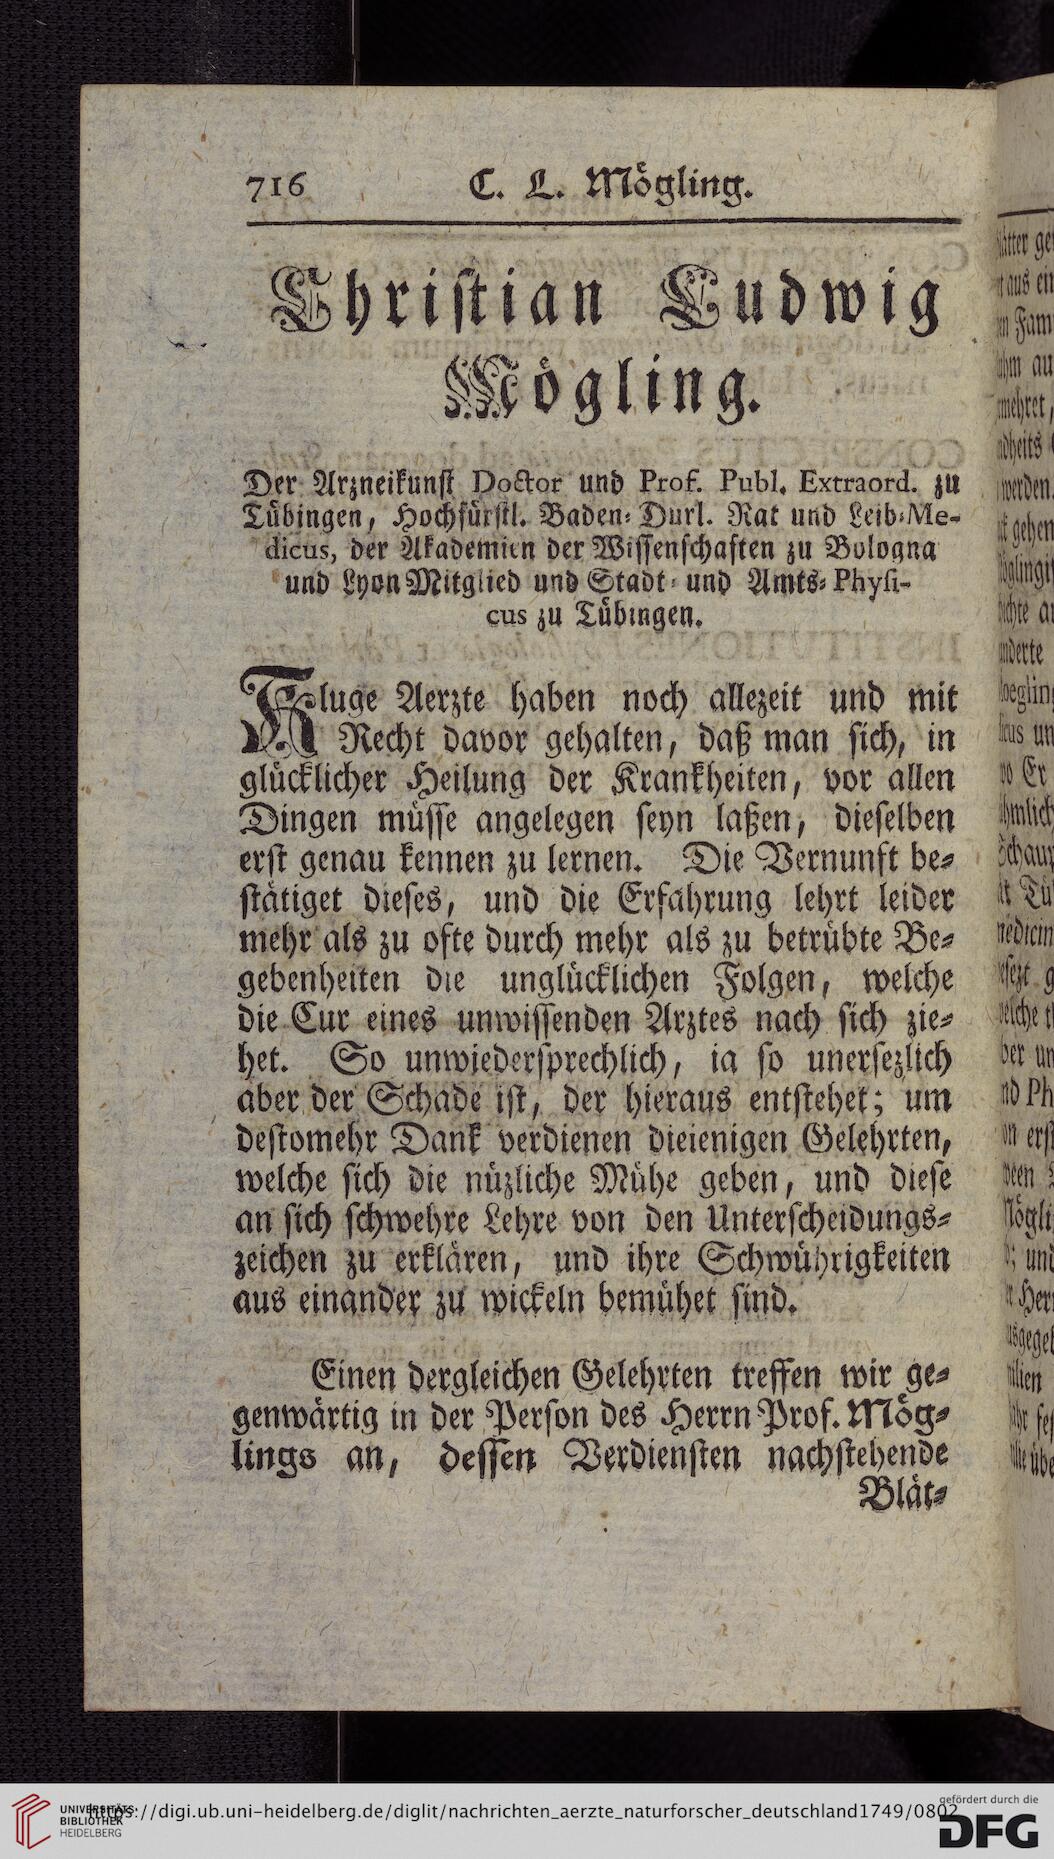 716 C. L. Mögling.
Christian Ludwig
Mögling.
Der Arzneikunst Doctor und Prof. Publ. Extraord. zu
Tübingen, Hochfürstl. Baden-Durl. Rat und Leib-Me-
dicus, der Akademien der Wissenschaften zu Bologna
und Lyon Mitglied und Stadt- und Amts-Physi-
cus zu Tübingen.
Kluge Aerzte haben noch allezeit und mit
Recht davor gehalten, daß man sich, in
glücklicher Heilung der Krankheiten, vor allen
Dingen müsse angelegen seyn laßen, dieselben
erst genau kennen zu lernen. Die Vernunft be-
stätiget dieses, und die Erfahrung lehrt leider
mehr als zu ofte durch mehr als zu betrübte Be-
gebenheiten die unglücklichen Folgen, welche
die Cur eines unwissenden Arztes nach sich zie-
het. So unwiedersprechlich, ia so unersezlich
aber der Schade ist, der hieraus entstehet; um
destomehr Dank verdienen dieienigen Gelehrten,
welche sich die nüzliche Mühe geben, und diese
an sich schwehre Lehre von den Unterscheidungs-
zeichen zu erklären, und ihre Schwührigkeiten
aus einander zu wickeln bemühet sind.
Einen dergleichen Gelehrten treffen wir ge-
genwärtig in der Person des Herrn Prof. Mög-
lings an, dessen Verdiensten nachstehende
Blät-
UNIVERSITÄTS-
BIBLIOTHEK
HEIDELBERG
https://digi.ub.uni-heidelberg.de/diglit/nachrichten_aerzte_naturforscher_deutschland1749/0802
gefördert durch die
DFG